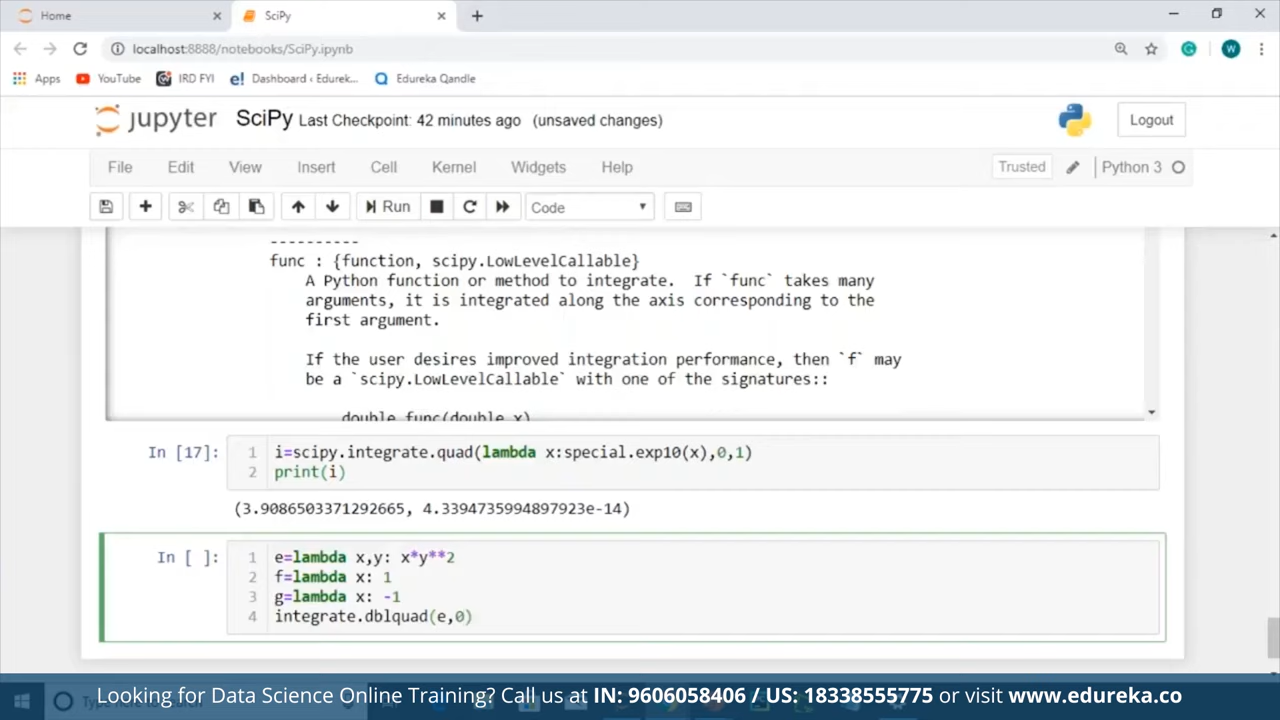 Home
SciPy
localhost:8888/notebooks/SciPy.ipynb
W
Apps YouTube IRD FYI e! Dashboard ‹ Edurek... Edureka Qandle
jupyter SciPy Last Checkpoint: 42 minutes ago (unsaved changes) Logout
File Edit View Insert Cell Kernel Widgets Help Trusted Python 3
Run Code
----------
func : {function, scipy.LowLevelCallable}
A Python function or method to integrate. If `func` takes many
arguments, it is integrated along the axis corresponding to the
first argument.
If the user desires improved integration performance, then `f` may
be a `scipy.LowLevelCallable` with one of the signatures::
double func(double x)
In [17]: 1 i=scipy.integrate.quad(lambda x:special.exp10(x),0,1)
2 print(i)
(3.9086503371292665, 4.3394735994897923e-14)
In [ ]: 1 e=lambda x,y: x*y**2
2 f=lambda x: 1
3 g=lambda x: -1
4 integrate.dblquad(e,0)
Looking for Data Science Online Training? Call us at IN: 9606058406 / US: 18338555775 or visit www.edureka.co